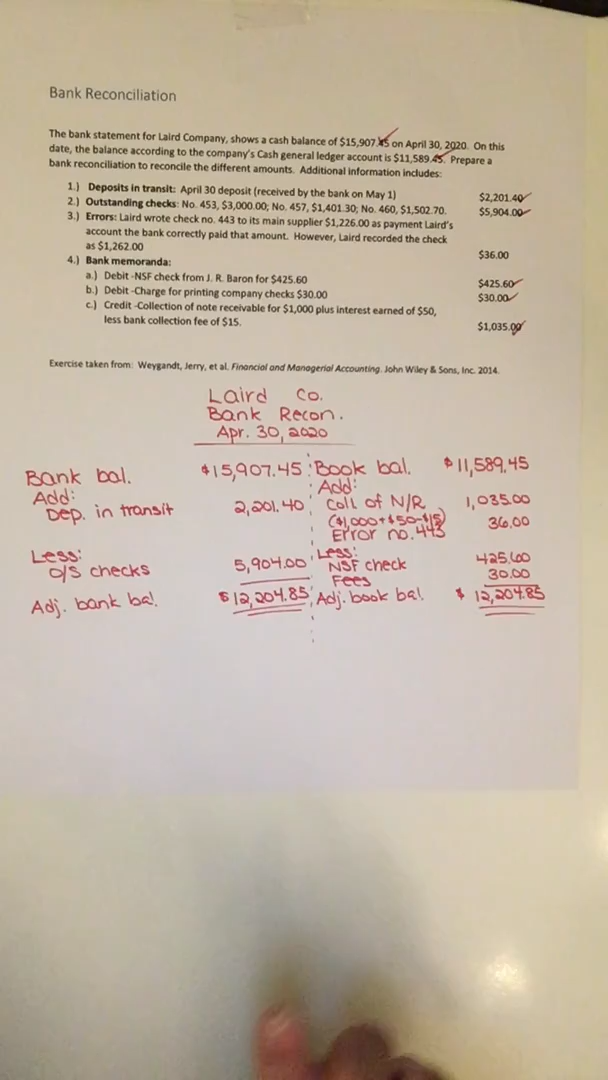 Bank Reconciliation
The bank statement for Laird Company, shows a cash balance of $15,907.45 on April 30, 2020. On this
date, the balance according to the company's Cash general ledger account is $11,589.45. Prepare a
bank reconciliation to reconcile the different amounts. Additional information includes:
1.) Deposits in transit: April 30 deposit (received by the bank on May 1) $2,201.40
2.) Outstanding checks: No. 453, $3,000.00; No. 457, $1,401.30; No. 460, $1,502.70. $5,904.00
3.) Errors: Laird wrote check no. 443 to its main supplier $1,226.00 as payment Laird's
account the bank correctly paid that amount. However, Laird recorded the check
as $1,262.00 $36.00
4.) Bank memoranda:
a.) Debit -NSF check from J. R. Baron for $425.60 $425.60
b.) Debit -Charge for printing company checks $30.00 $30.00
c.) Credit -Collection of note receivable for $1,000 plus interest earned of $50,
less bank collection fee of $15. $1,035.00
Exercise taken from: Weygandt, Jerry, et al. Financial and Managerial Accounting. John Wiley & Sons, Inc. 2014.
Laird Co.
Bank Recon.
Apr. 30, 2020
Bank bal. $15,907.45 Book bal. $11,589.45
Add: Add:
Dep. in transit 2,201.40 Coll of N/R 1,035.00
($1,000+$50-$15)
Error no. 443 36.00
Less: Less:
O/S checks 5,904.00 NSF check 425.60
Fees 30.00
Adj. bank bal. $12,204.85 Adj. book bal. $12,204.85